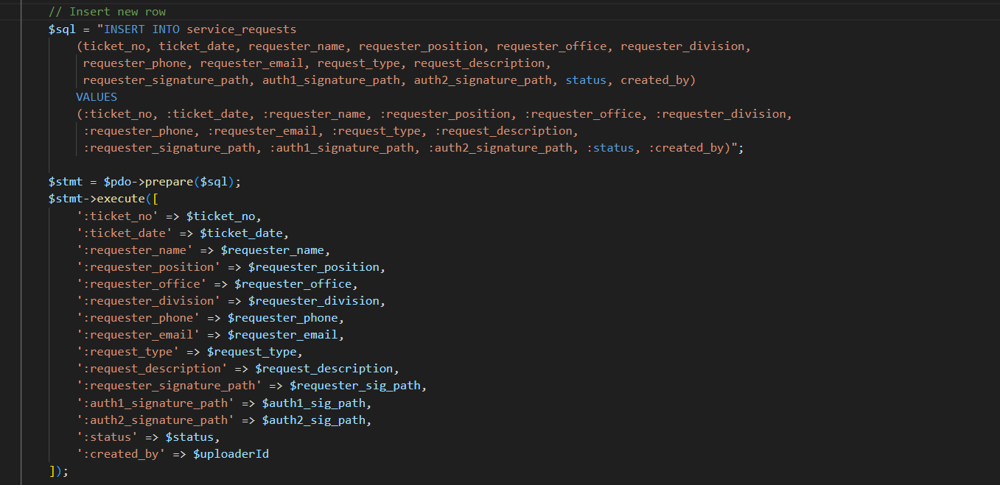 // Insert new row
$sql = "INSERT INTO service_requests
(ticket_no, ticket_date, requester_name, requester_position, requester_office, requester_division,
requester_phone, requester_email, request_type, request_description,
requester_signature_path, auth1_signature_path, auth2_signature_path, status, created_by)
VALUES
(:ticket_no, :ticket_date, :requester_name, :requester_position, :requester_office, :requester_division,
:requester_phone, :requester_email, :request_type, :request_description,
:requester_signature_path, :auth1_signature_path, :auth2_signature_path, :status, :created_by)";
$stmt = $pdo->prepare($sql);
$stmt->execute([
':ticket_no' => $ticket_no,
':ticket_date' => $ticket_date,
':requester_name' => $requester_name,
':requester_position' => $requester_position,
':requester_office' => $requester_office,
':requester_division' => $requester_division,
':requester_phone' => $requester_phone,
':requester_email' => $requester_email,
':request_type' => $request_type,
':request_description' => $request_description,
':requester_signature_path' => $requester_sig_path,
':auth1_signature_path' => $auth1_sig_path,
':auth2_signature_path' => $auth2_sig_path,
':status' => $status,
':created_by' => $uploaderId
]);